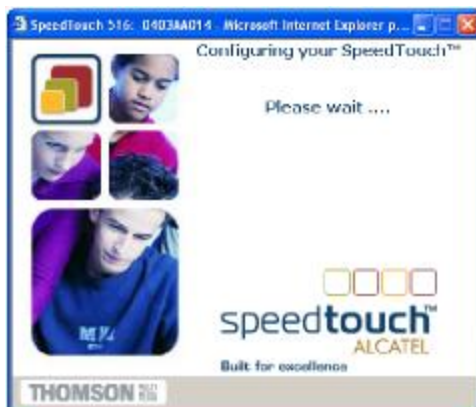 SpeedTouch 516: 0403AA014 - Microsoft Internet Explorer p...
Configuring your SpeedTouch™
Please wait ....
speedtouch™
ALCATEL
Built for excellence
THOMSON